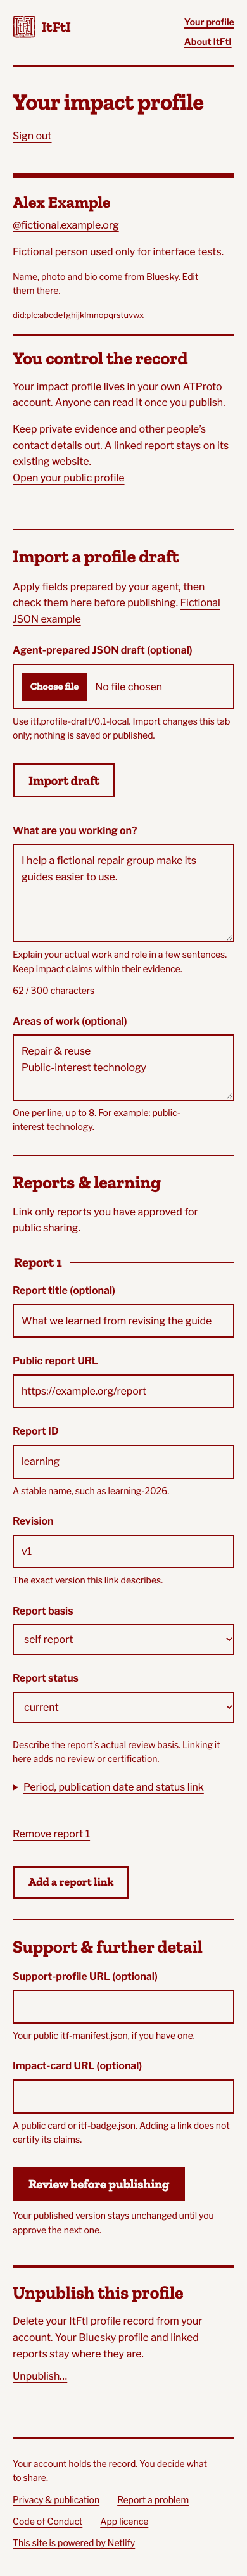 ItFtI
Your profile
About ItFtI
Your impact profile
Sign out
Alex Example
@fictional.example.org
Fictional person used only for interface tests.
Name, photo and bio come from Bluesky. Edit
them there.
did:plc:abcdefghijklmnopqrstuvwx
You control the record
Your impact profile lives in your own ATProto
account. Anyone can read it once you publish.
Keep private evidence and other people's
contact details out. A linked report stays on its
existing website.
Open your public profile
Import a profile draft
Apply fields prepared by your agent, then
check them here before publishing. Fictional
JSON example
Agent-prepared JSON draft (optional)
Choose file No file chosen
Use itf.profile-draft/0.1-local. Import changes this tab
only; nothing is saved or published.
Import draft
What are you working on?
I help a fictional repair group make its
guides easier to use.
Explain your actual work and role in a few sentences.
Keep impact claims within their evidence.
62 / 300 characters
Areas of work (optional)
Repair & reuse
Public-interest technology
One per line, up to 8. For example: public-
interest technology.
Reports & learning
Link only reports you have approved for
public sharing.
Report 1
Report title (optional)
What we learned from revising the guide
Public report URL
https://example.org/report
Report ID
learning
A stable name, such as learning-2026.
Revision
v1
The exact version this link describes.
Report basis
self report
Report status
current
Describe the report's actual review basis. Linking it
here adds no review or certification.
Period, publication date and status link
Remove report 1
Add a report link
Support & further detail
Support-profile URL (optional)
Your public itf-manifest.json, if you have one.
Impact-card URL (optional)
A public card or itf-badge.json. Adding a link does not
certify its claims.
Review before publishing
Your published version stays unchanged until you
approve the next one.
Unpublish this profile
Delete your ItFtI profile record from your
account. Your Bluesky profile and linked
reports stay where they are.
Unpublish...
Your account holds the record. You decide what
to share.
Privacy & publication Report a problem
Code of Conduct App licence
This site is powered by Netlify